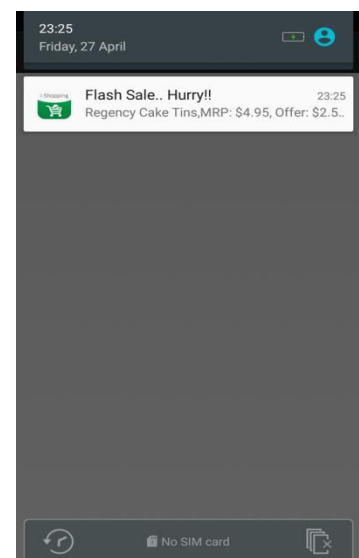 23:25
Friday, 27 April
i-Shopping
Flash Sale.. Hurry!! 23:25
Regency Cake Tins,MRP: $4.95, Offer: $2.5..
No SIM card